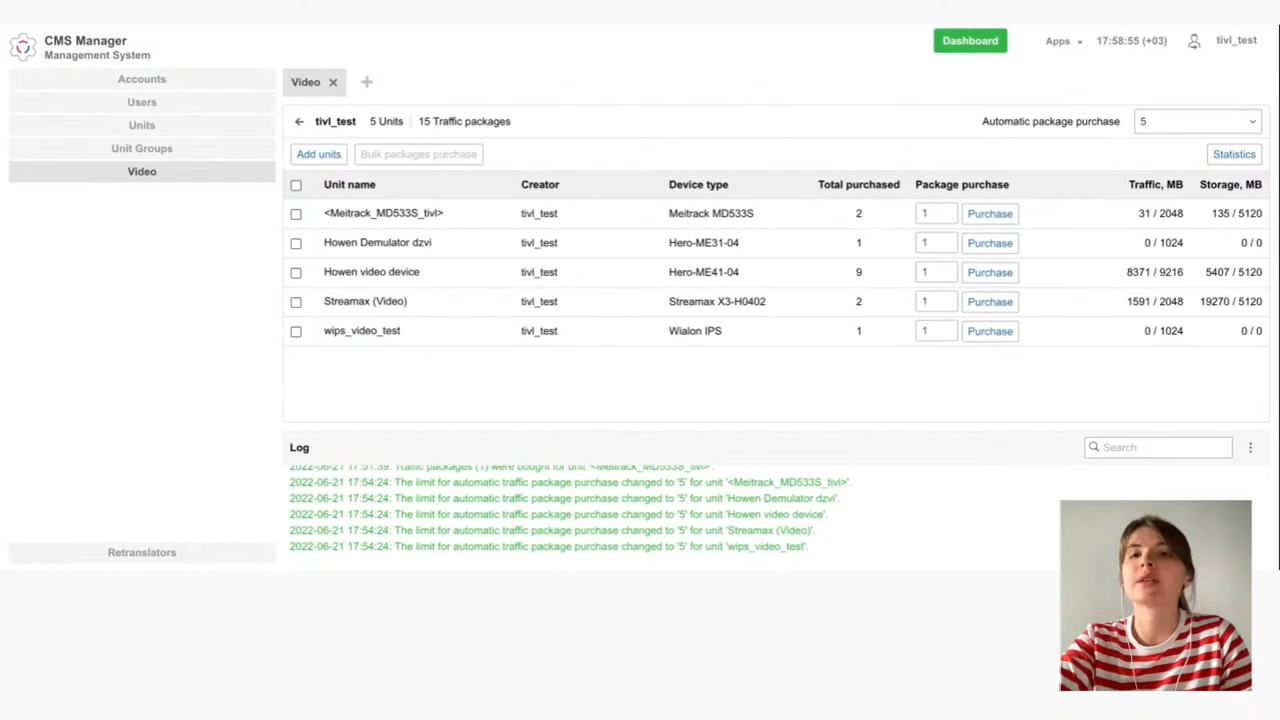 CMS Manager
Management System
Dashboard
Apps
17:58:55 (+03)
tivl_test
Accounts
Users
Units
Unit Groups
Video
Retranslators
Video
tivl_test 5 Units 15 Traffic packages
Automatic package purchase 5
Add units Bulk packages purchase Statistics
Unit name Creator Device type Total purchased Package purchase Traffic, MB Storage, MB
<Meitrack_MD533S_tivl> tivl_test Meitrack MD533S 2 1 Purchase 31 / 2048 135 / 5120
Howen Demulator dzvi tivl_test Hero-ME31-04 1 1 Purchase 0 / 1024 0 / 0
Howen video device tivl_test Hero-ME41-04 9 1 Purchase 8371 / 9216 5407 / 5120
Streamax (Video) tivl_test Streamax X3-H0402 2 1 Purchase 1591 / 2048 19270 / 5120
wips_video_test tivl_test Wialon IPS 1 1 Purchase 0 / 1024 0 / 0
Log Search
2022-06-21 17:51:39: Traffic packages (1) were bought for unit '<Meitrack_MD533S_tivl>'.
2022-06-21 17:54:24: The limit for automatic traffic package purchase changed to '5' for unit '<Meitrack_MD533S_tivl>'.
2022-06-21 17:54:24: The limit for automatic traffic package purchase changed to '5' for unit 'Howen Demulator dzvi'.
2022-06-21 17:54:24: The limit for automatic traffic package purchase changed to '5' for unit 'Howen video device'.
2022-06-21 17:54:24: The limit for automatic traffic package purchase changed to '5' for unit 'Streamax (Video)'.
2022-06-21 17:54:24: The limit for automatic traffic package purchase changed to '5' for unit 'wips_video_test'.